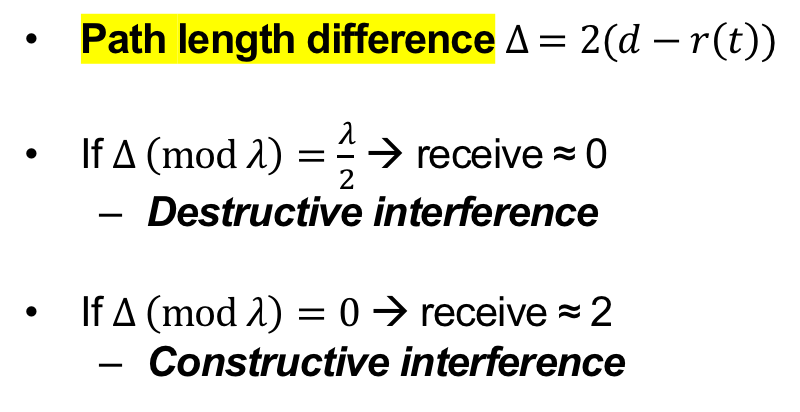 • Path length difference Δ = 2(d − r(t))
• If Δ (mod λ) = λ/2 → receive ≈ 0
– Destructive interference
• If Δ (mod λ) = 0 → receive ≈ 2
– Constructive interference